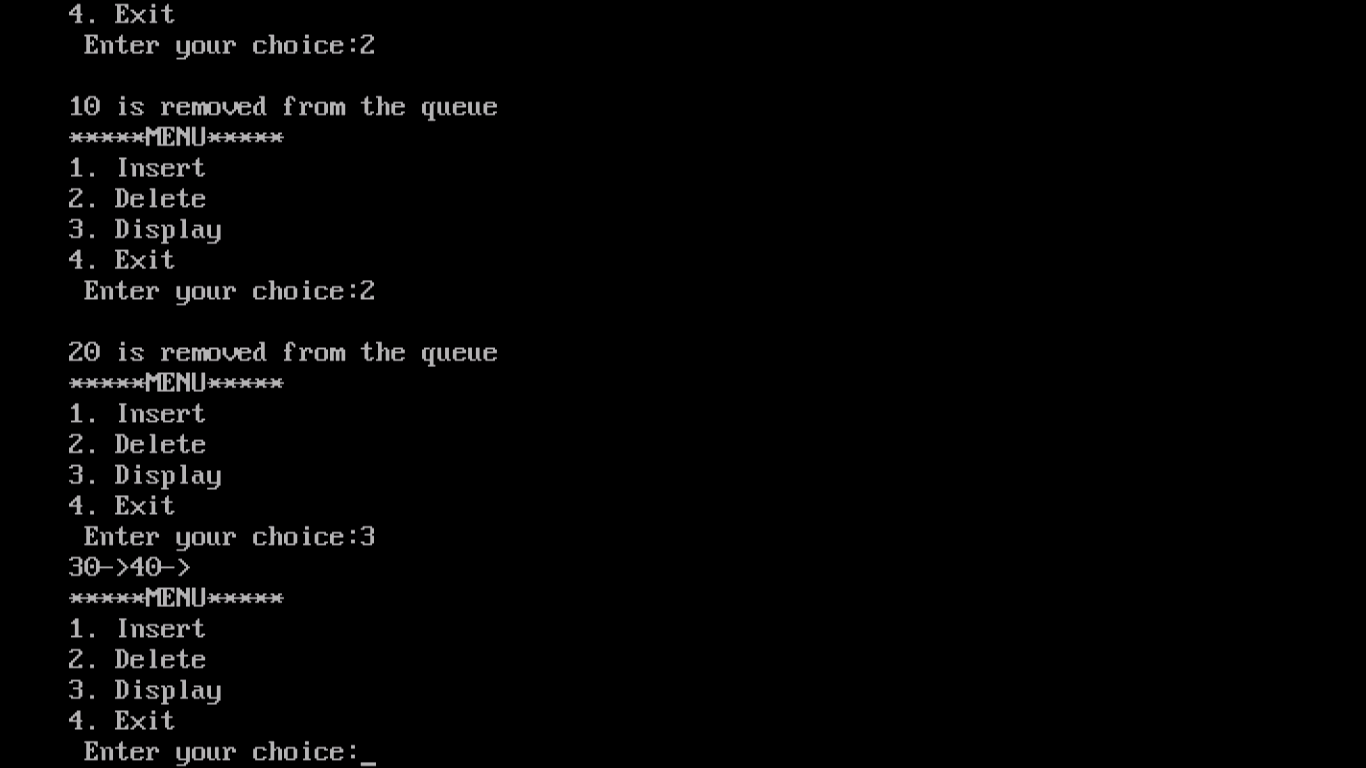 4. Exit
Enter your choice:2
10 is removed from the queue
*****MENU*****
1. Insert
2. Delete
3. Display
4. Exit
Enter your choice:2
20 is removed from the queue
*****MENU*****
1. Insert
2. Delete
3. Display
4. Exit
Enter your choice:3
30->40->
*****MENU*****
1. Insert
2. Delete
3. Display
4. Exit
Enter your choice:_